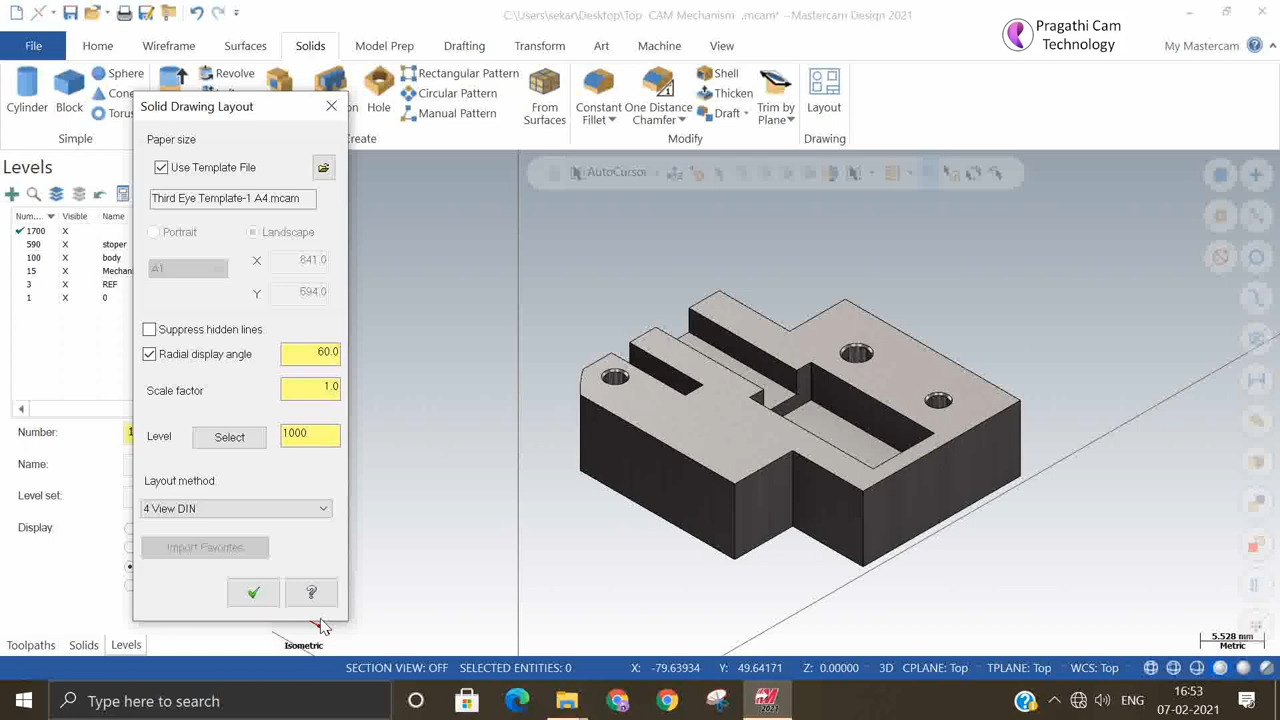 C:\Users\sekar\Desktop\Top CAM Mechanism .mcam* - Mastercam Design 2021
Pragathi Cam
Technology
File
Home
Wireframe
Surfaces
Solids
Model Prep
Drafting
Transform
Art
Machine
View
My Mastercam
Cylinder
Block
Sphere
Cone
Torus
Simple
Revolve
Hole
Rectangular Pattern
Circular Pattern
Manual Pattern
Create
From
Surfaces
Constant
Fillet
One Distance
Chamfer
Shell
Thicken
Draft
Trim by
Plane
Modify
Layout
Drawing
Levels
Num... Visible Name
1700 X
590 X stoper
100 X body
15 X Mechan
3 X REF
1 X 0
Number:
1
Name:
Level set:
Display:
Solid Drawing Layout
Paper size
Use Template File
Third Eye Template-1 A4.mcam
Portrait
Landscape
A1
X 841.0
Y 594.0
Suppress hidden lines
Radial display angle 60.0
Scale factor 1.0
Level Select 1000
Layout method
4 View DIN
Import Favorites.
?
AutoCursor
Isometric
5.528 mm
Metric
Toolpaths Solids Levels
SECTION VIEW: OFF SELECTED ENTITIES: 0 X: -79.63934 Y: 49.64171 Z: 0.00000 3D CPLANE: Top TPLANE: Top WCS: Top
Type here to search
2021
ENG
16:53
07-02-2021